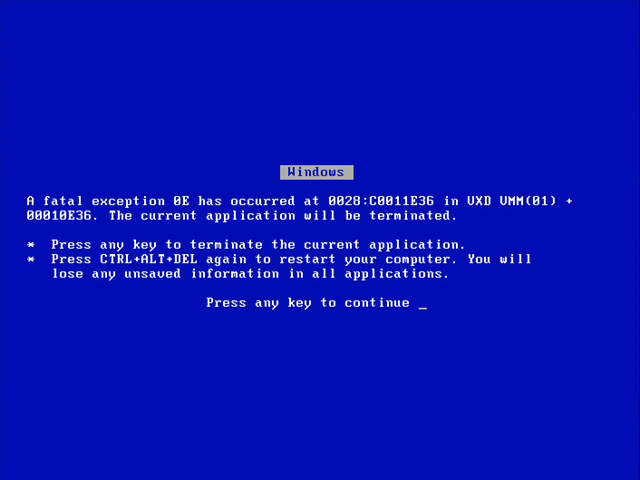 Windows
A fatal exception 0E has occurred at 0028:C0011E36 in VXD VMM(01) +
00010E36. The current application will be terminated.
* Press any key to terminate the current application.
* Press CTRL+ALT+DEL again to restart your computer. You will
lose any unsaved information in all applications.
Press any key to continue _